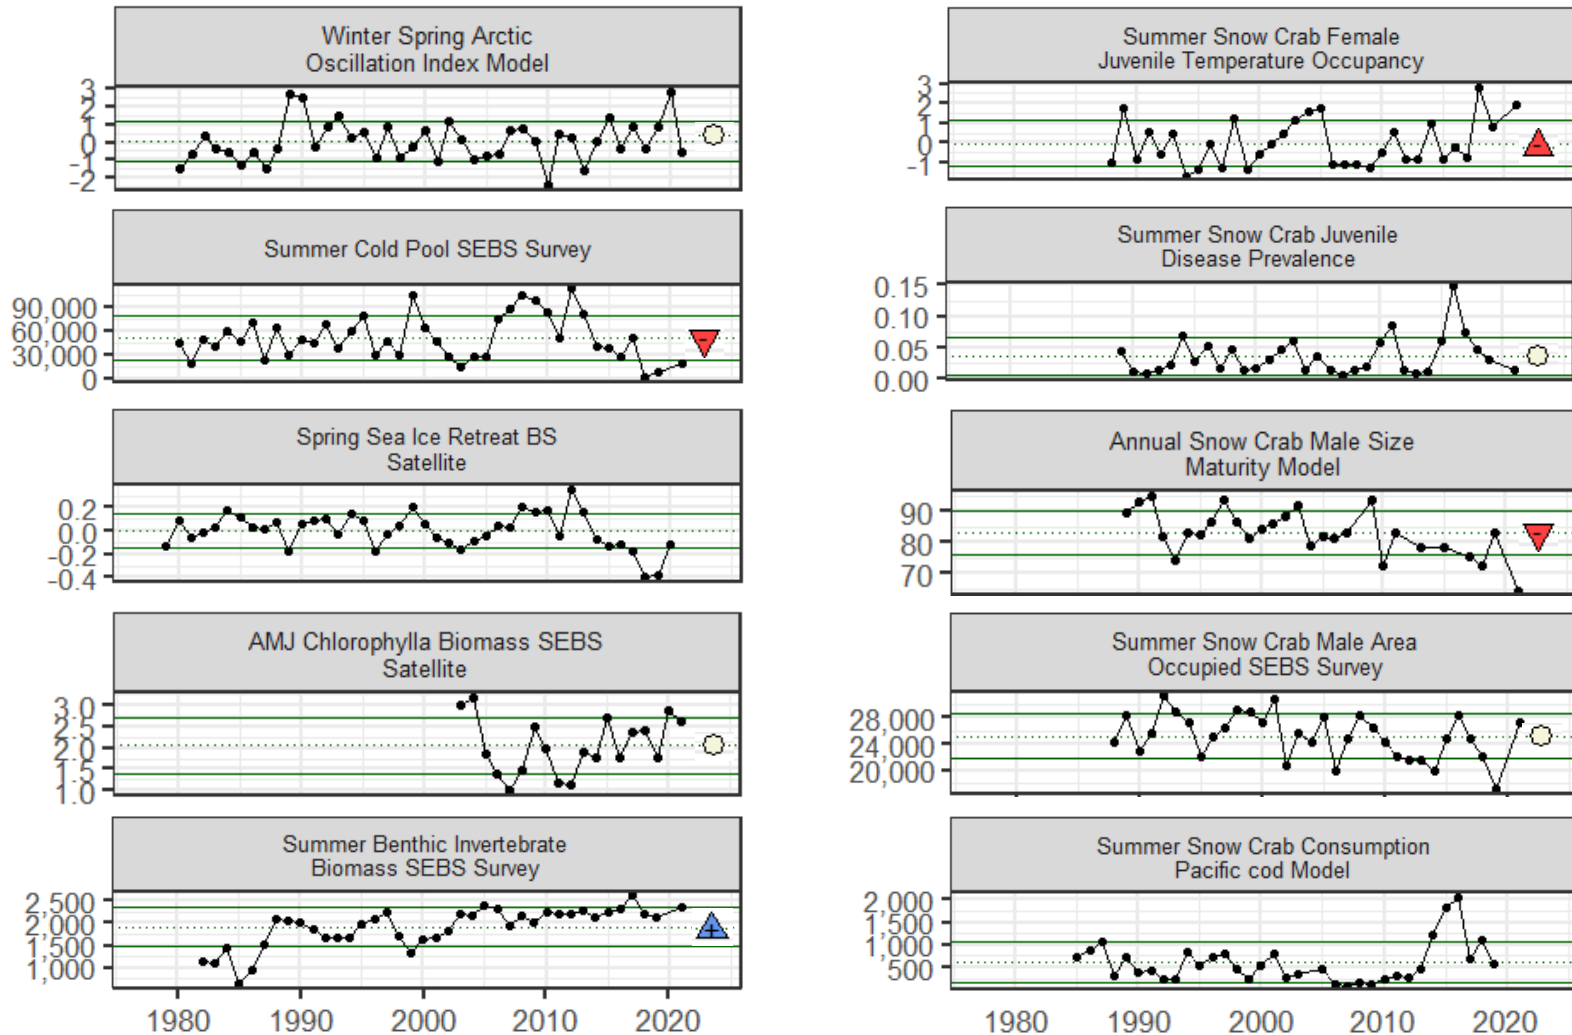 Winter Spring Arctic
Oscillation Index Model
3
2
1
0
-1
-2
Summer Cold Pool SEBS Survey
90,000
60,000
30,000
0
Spring Sea Ice Retreat BS
Satellite
0.2
0.0
-0.2
-0.4
AMJ Chlorophylla Biomass SEBS
Satellite
3.0
2.5
2.0
1.5
1.0
Summer Benthic Invertebrate
Biomass SEBS Survey
2,500
2,000
1,500
1,000
+
1980 1990 2000 2010 2020
Summer Snow Crab Female
Juvenile Temperature Occupancy
3
2
1
0
-1
Summer Snow Crab Juvenile
Disease Prevalence
0.15
0.10
0.05
0.00
Annual Snow Crab Male Size
Maturity Model
90
80
70
Summer Snow Crab Male Area
Occupied SEBS Survey
28,000
24,000
20,000
Summer Snow Crab Consumption
Pacific cod Model
2,000
1,500
1,000
500
1980 1990 2000 2010 2020